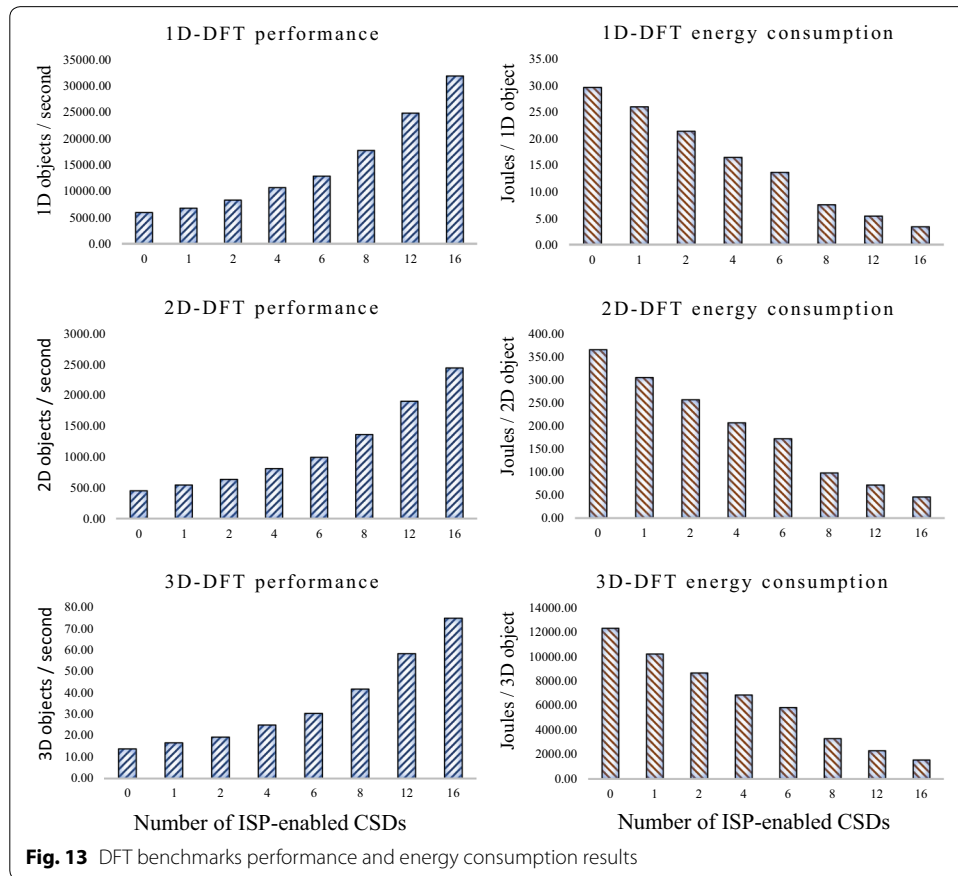 1D-DFT performance
1D objects / second
35000.00
30000.00
25000.00
20000.00
15000.00
10000.00
5000.00
0.00
0 1 2 4 6 8 12 16
1D-DFT energy consumption
Joules / 1D object
35.00
30.00
25.00
20.00
15.00
10.00
5.00
0.00
0 1 2 4 6 8 12 16
2D-DFT performance
2D objects / second
3000.00
2500.00
2000.00
1500.00
1000.00
500.00
0.00
0 1 2 4 6 8 12 16
2D-DFT energy consumption
Joules / 2D object
400.00
350.00
300.00
250.00
200.00
150.00
100.00
50.00
0.00
0 1 2 4 6 8 12 16
3D-DFT performance
3D objects / second
80.00
70.00
60.00
50.00
40.00
30.00
20.00
10.00
0.00
0 1 2 4 6 8 12 16
Number of ISP-enabled CSDs
3D-DFT energy consumption
Joules / 3D object
14000.00
12000.00
10000.00
8000.00
6000.00
4000.00
2000.00
0.00
0 1 2 4 6 8 12 16
Number of ISP-enabled CSDs
Fig. 13 DFT benchmarks performance and energy consumption results